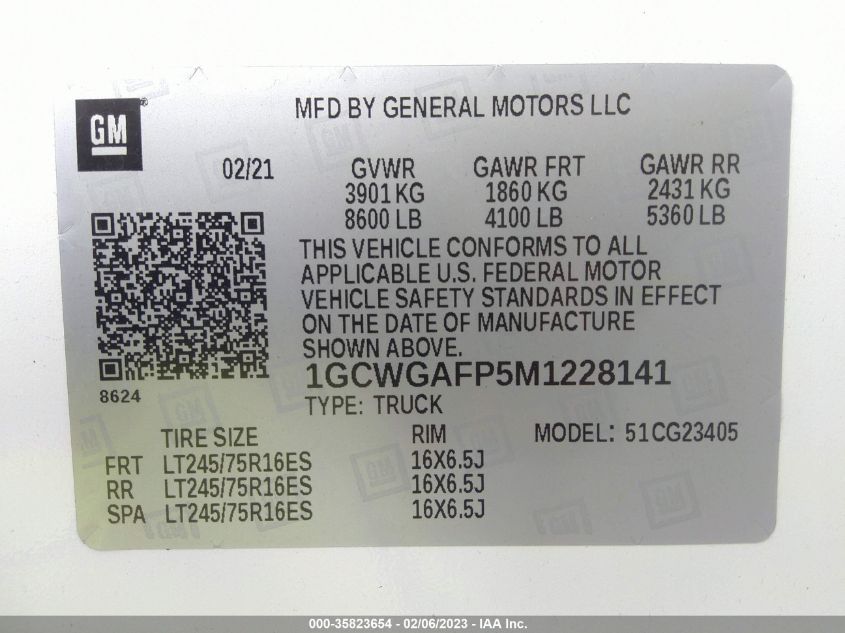 GM
MFD BY GENERAL MOTORS LLC
02/21
GVWR GAWR FRT GAWR RR
3901 KG 1860 KG 2431 KG
8600 LB 4100 LB 5360 LB
THIS VEHICLE CONFORMS TO ALL
APPLICABLE U.S. FEDERAL MOTOR
VEHICLE SAFETY STANDARDS IN EFFECT
ON THE DATE OF MANUFACTURE
SHOWN ABOVE.
8624
1GCWGAFP5M1228141
TYPE: TRUCK
TIRE SIZE RIM MODEL: 51CG23405
FRT LT245/75R16ES 16X6.5J
RR LT245/75R16ES 16X6.5J
SPA LT245/75R16ES 16X6.5J
000-35823654 - 02/06/2023 - IAA Inc.